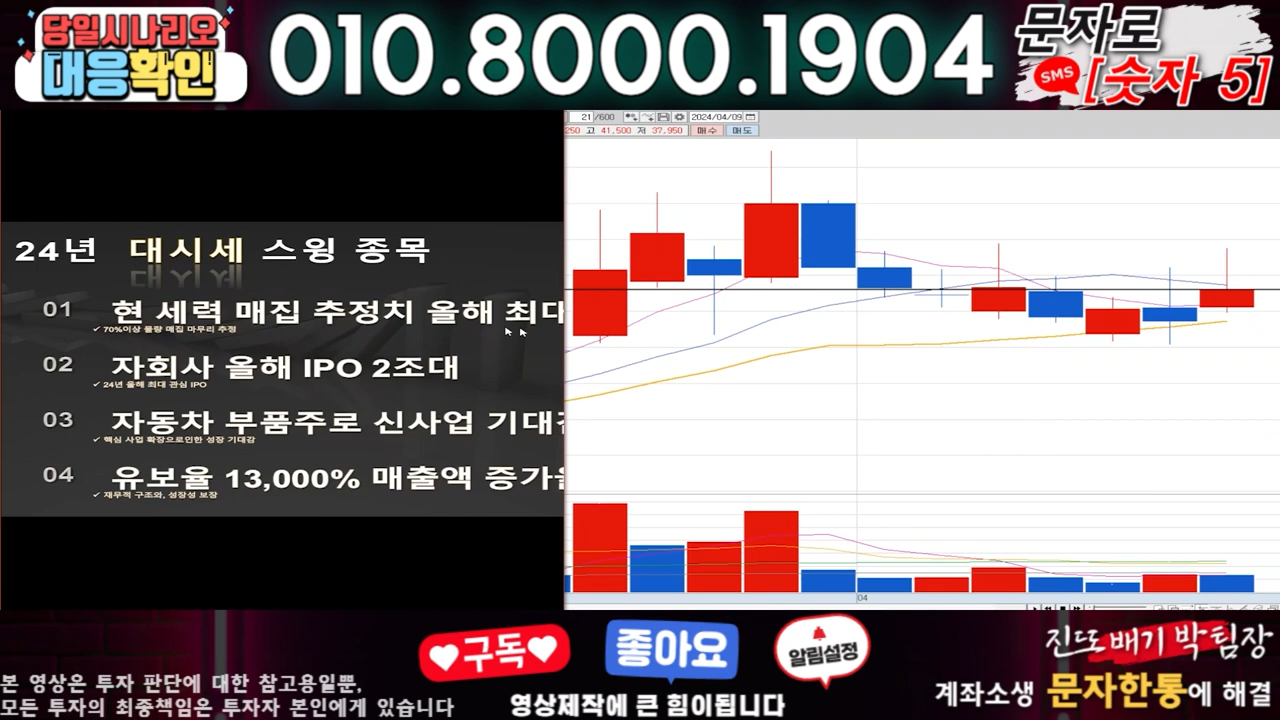 당일시나리오
대응확인
010.8000.1904
문자로
SMS
[숫자 5]
21 /600
2024/04/09
250 고 41,500 저 37,950 매수 매도
24년 대시세 스윙 종목
01 현 세력 매집 추정치 올해 최대
✓ 70%이상 물량 매집 마무리 추정
02 자회사 올해 IPO 2조대
✓ 24년 올해 최대 관심 IPO
03 자동차 부품주로 신사업 기대
✓ 핵심 사업 확장으로인한 성장 기대감
04 유보율 13,000% 매출액 증가
✓ 재무적 구조와, 성장성 보장
04
구독
좋아요
알림설정
진또배기 박팀장
본 영상은 투자 판단에 대한 참고용일뿐,
모든 투자의 최종책임은 투자자 본인에게 있습니다
영상제작에 큰 힘이됩니다
계좌소생 문자한통에 해결